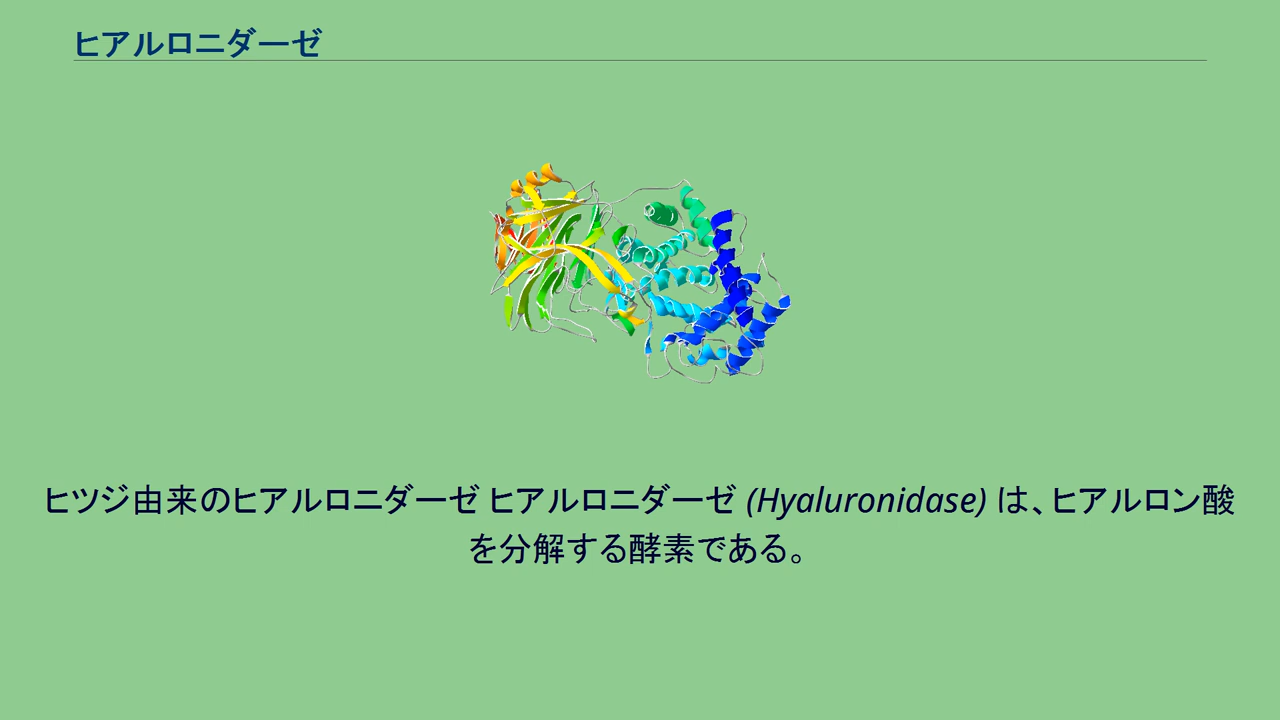 ヒアルロニダーゼ
ヒツジ由来のヒアルロニダーゼ ヒアルロニダーゼ (Hyaluronidase) は、ヒアルロン酸
を分解する酵素である。